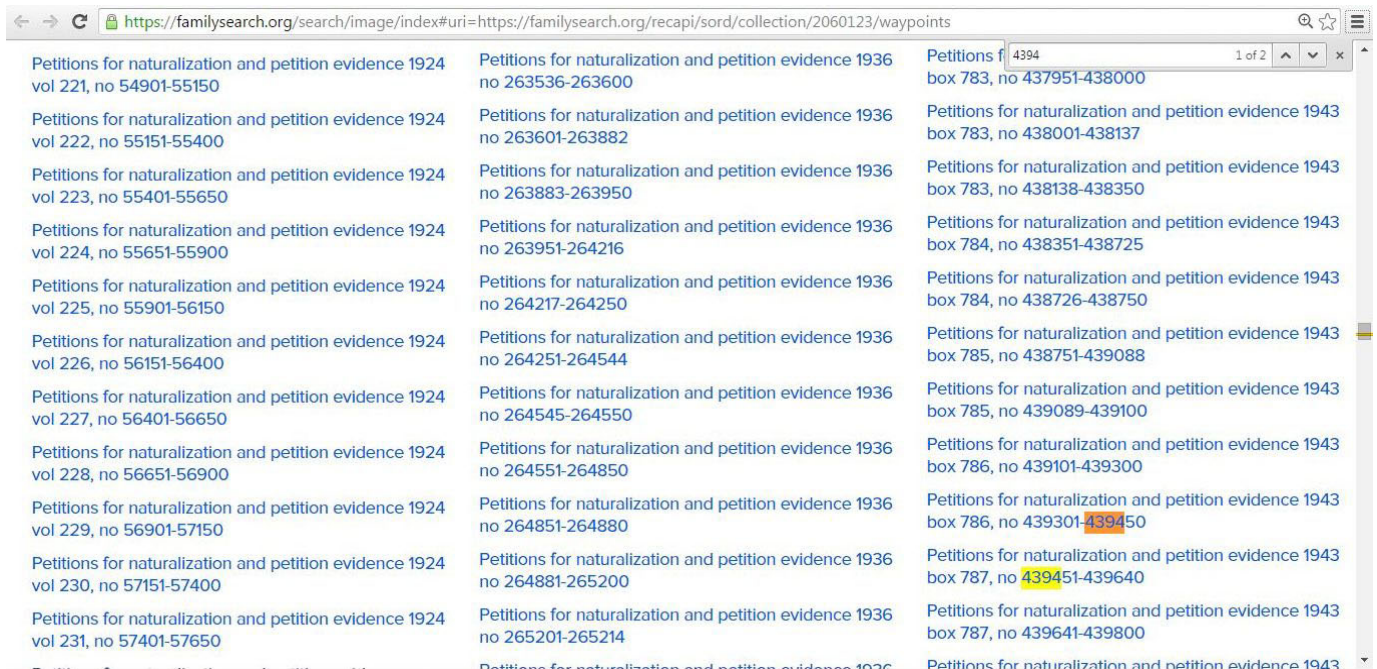 https://familysearch.org/search/image/index#uri=https://familysearch.org/recapi/sord/collection/2060123/waypoints
4394
1 of 2
Petitions for naturalization and petition evidence 1924
vol 221, no 54901-55150
Petitions for naturalization and petition evidence 1924
vol 222, no 55151-55400
Petitions for naturalization and petition evidence 1924
vol 223, no 55401-55650
Petitions for naturalization and petition evidence 1924
vol 224, no 55651-55900
Petitions for naturalization and petition evidence 1924
vol 225, no 55901-56150
Petitions for naturalization and petition evidence 1924
vol 226, no 56151-56400
Petitions for naturalization and petition evidence 1924
vol 227, no 56401-56650
Petitions for naturalization and petition evidence 1924
vol 228, no 56651-56900
Petitions for naturalization and petition evidence 1924
vol 229, no 56901-57150
Petitions for naturalization and petition evidence 1924
vol 230, no 57151-57400
Petitions for naturalization and petition evidence 1924
vol 231, no 57401-57650
Petitions for naturalization and petition evidence 1936
no 263536-263600
Petitions for naturalization and petition evidence 1936
no 263601-263882
Petitions for naturalization and petition evidence 1936
no 263883-263950
Petitions for naturalization and petition evidence 1936
no 263951-264216
Petitions for naturalization and petition evidence 1936
no 264217-264250
Petitions for naturalization and petition evidence 1936
no 264251-264544
Petitions for naturalization and petition evidence 1936
no 264545-264550
Petitions for naturalization and petition evidence 1936
no 264551-264850
Petitions for naturalization and petition evidence 1936
no 264851-264880
Petitions for naturalization and petition evidence 1936
no 264881-265200
Petitions for naturalization and petition evidence 1936
no 265201-265214
Petitions for naturalization and petition evidence 1936
Petitions f
box 783, no 437951-438000
Petitions for naturalization and petition evidence 1943
box 783, no 438001-438137
Petitions for naturalization and petition evidence 1943
box 783, no 438138-438350
Petitions for naturalization and petition evidence 1943
box 784, no 438351-438725
Petitions for naturalization and petition evidence 1943
box 784, no 438726-438750
Petitions for naturalization and petition evidence 1943
box 785, no 438751-439088
Petitions for naturalization and petition evidence 1943
box 785, no 439089-439100
Petitions for naturalization and petition evidence 1943
box 786, no 439101-439300
Petitions for naturalization and petition evidence 1943
box 786, no 439301-439450
Petitions for naturalization and petition evidence 1943
box 787, no 439451-439640
Petitions for naturalization and petition evidence 1943
box 787, no 439641-439800
Petitions for naturalization and petition evidence 1943